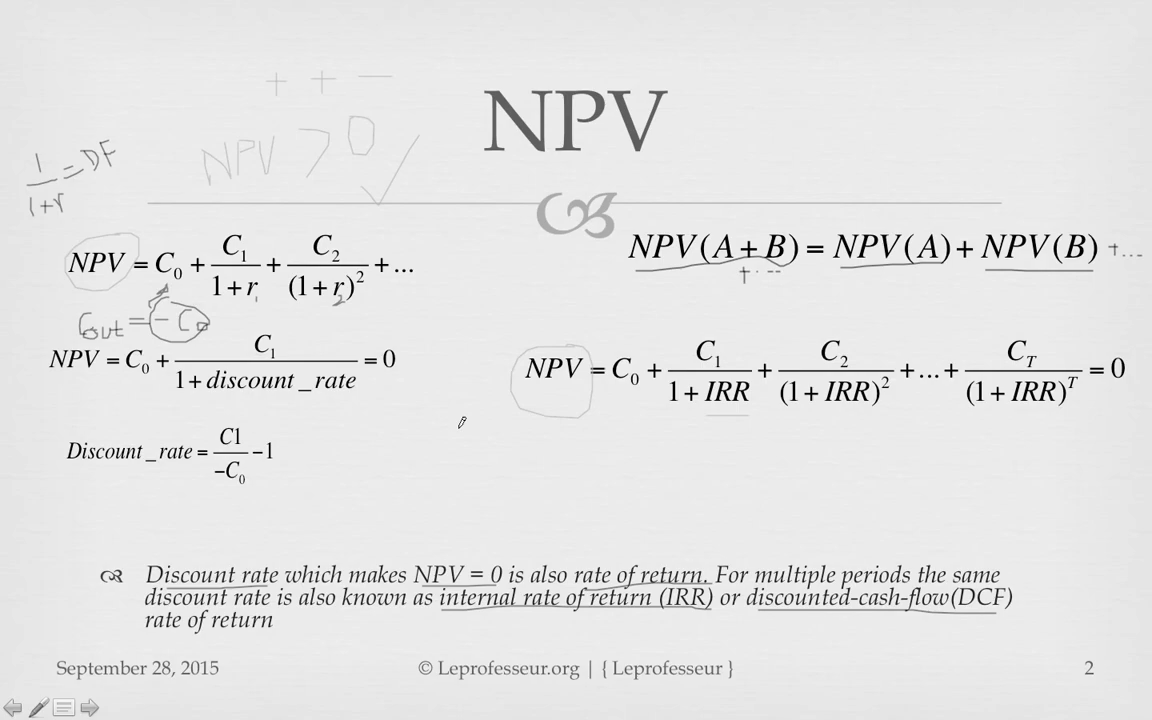 + + −
NPV
NPV > 0 ✓
1/(1+r) = DF
NPV = C₀ + C₁/(1+r₁) + C₂/(1+r₂)² + ...
NPV(A + B) = NPV(A) + NPV(B) + ...
+ ...
= −C₀
NPV = C₀ + C₁/(1+discount_rate) = 0
NPV = C₀ + C₁/(1+IRR) + C₂/(1+IRR)² + ... + C_T/(1+IRR)^T = 0
Discount_rate = C1/−C₀ −1
Discount rate which makes NPV = 0 is also rate of return. For multiple periods the same
discount rate is also known as internal rate of return (IRR) or discounted-cash-flow(DCF)
rate of return
September 28, 2015
© Leprofesseur.org | { Leprofesseur }
2